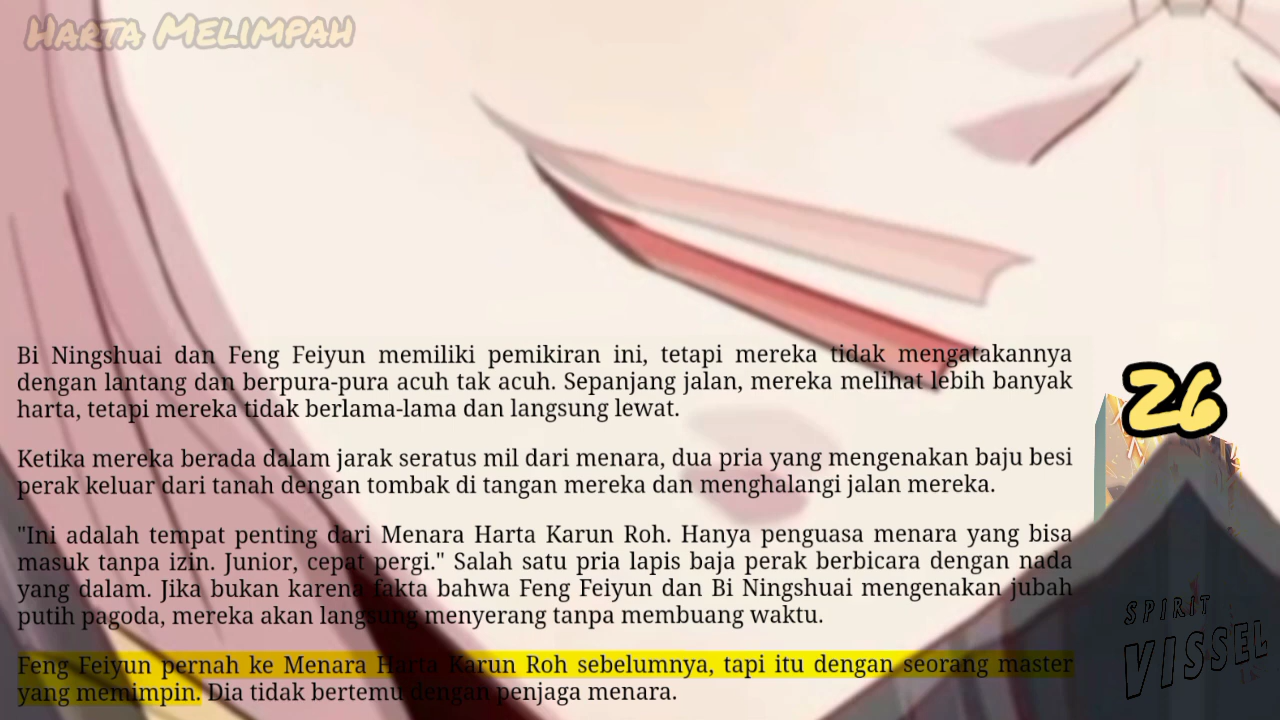 Harta Melimpah
Bi Ningshuai dan Feng Feiyun memiliki pemikiran ini, tetapi mereka tidak mengatakannya
dengan lantang dan berpura-pura acuh tak acuh. Sepanjang jalan, mereka melihat lebih banyak
harta, tetapi mereka tidak berlama-lama dan langsung lewat.
Ketika mereka berada dalam jarak seratus mil dari menara, dua pria yang mengenakan baju besi
perak keluar dari tanah dengan tombak di tangan mereka dan menghalangi jalan mereka.
"Ini adalah tempat penting dari Menara Harta Karun Roh. Hanya penguasa menara yang bisa
masuk tanpa izin. Junior, cepat pergi." Salah satu pria lapis baja perak berbicara dengan nada
yang dalam. Jika bukan karena fakta bahwa Feng Feiyun dan Bi Ningshuai mengenakan jubah
putih pagoda, mereka akan langsung menyerang tanpa membuang waktu.
Feng Feiyun pernah ke Menara Harta Karun Roh sebelumnya, tapi itu dengan seorang master
yang memimpin. Dia tidak bertemu dengan penjaga menara.
26
SPIRIT
VISSEL